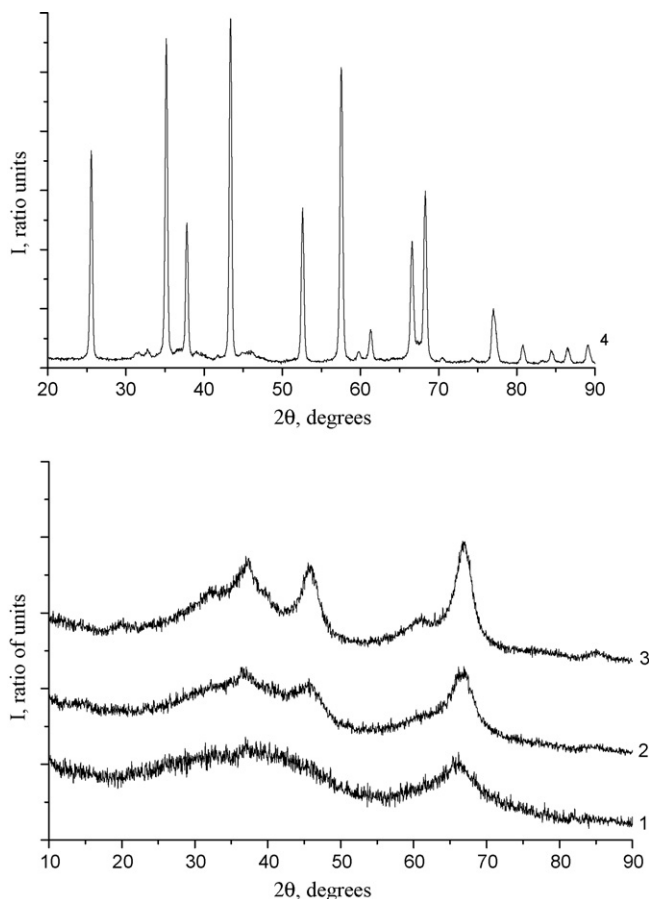 I, ratio units
4
20 30 40 50 60 70 80 90
2θ, degrees
I, ratio of units
3
2
1
10 20 30 40 50 60 70 80 90
2θ, degrees